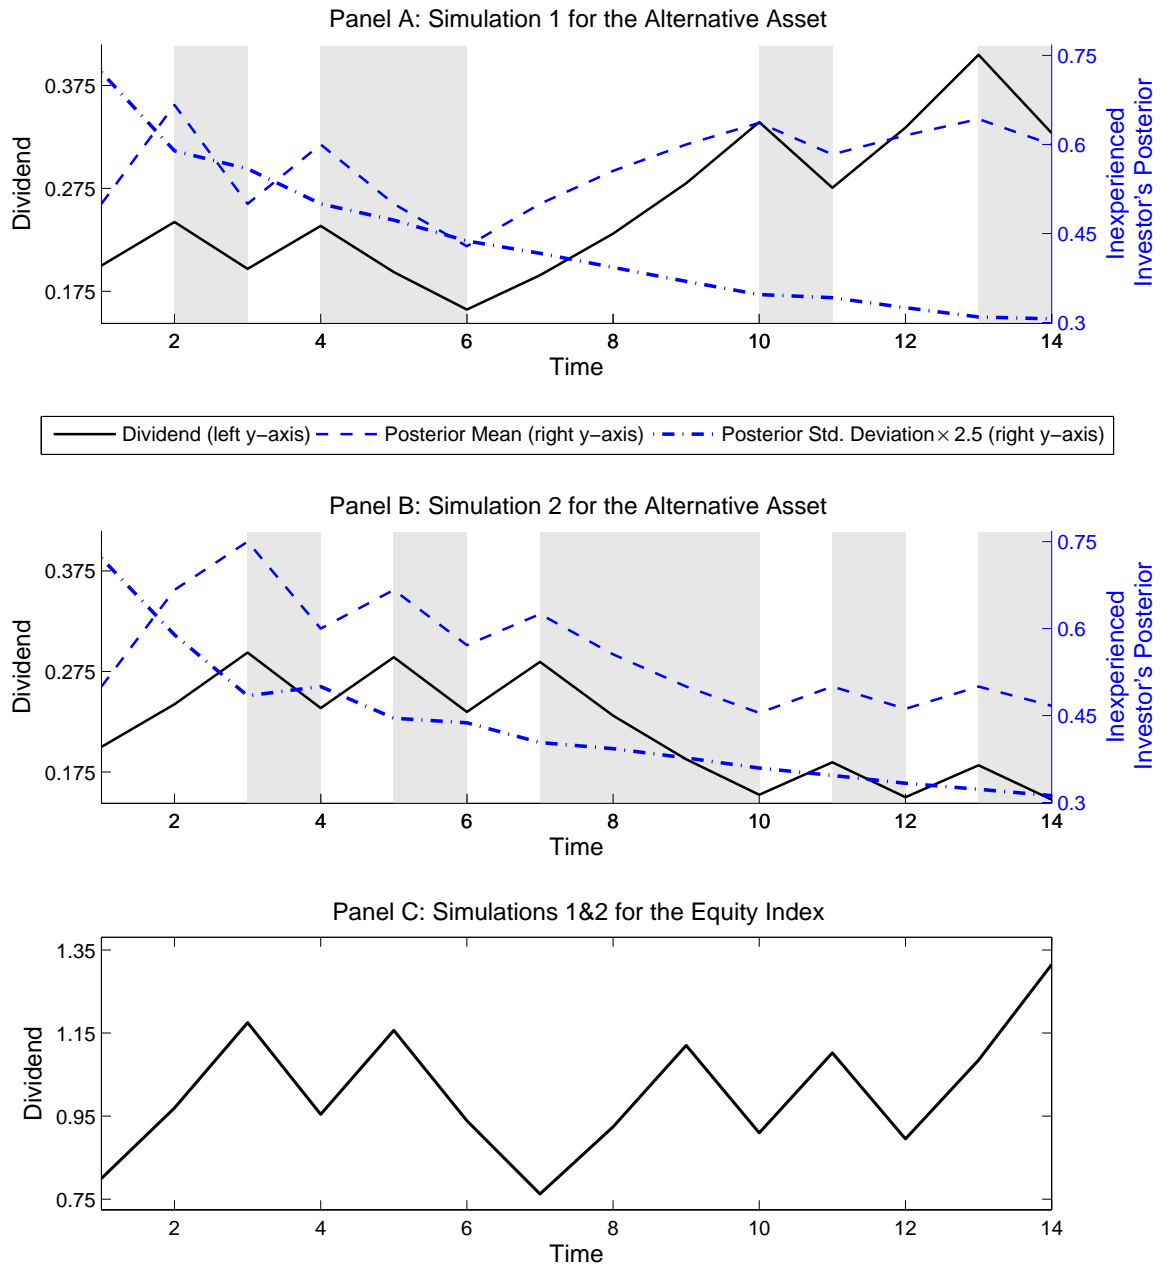 Panel A: Simulation 1 for the Alternative Asset
0.375
0.275
0.175
Dividend
0.75
0.6
0.45
0.3
Inexperienced
Investor's Posterior
2 4 6 8 10 12 14
Time
Dividend (left y−axis) Posterior Mean (right y−axis) Posterior Std. Deviation × 2.5 (right y−axis)
Panel B: Simulation 2 for the Alternative Asset
0.375
0.275
0.175
Dividend
0.75
0.6
0.45
0.3
Inexperienced
Investor's Posterior
2 4 6 8 10 12 14
Time
Panel C: Simulations 1&2 for the Equity Index
1.35
1.15
0.95
0.75
Dividend
2 4 6 8 10 12 14
Time